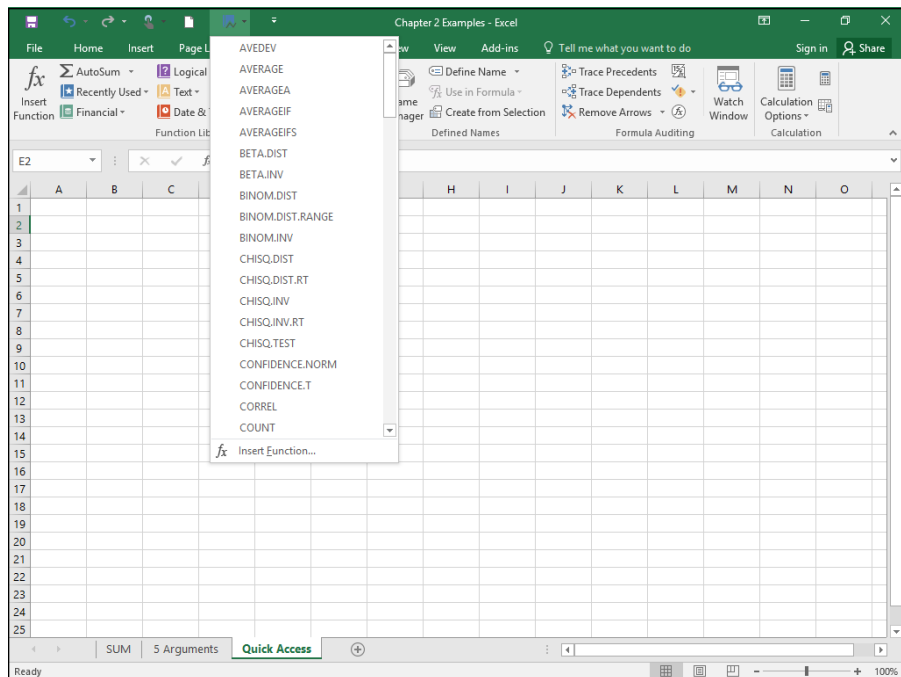 Chapter 2 Examples - Excel
File Home Insert Page L ew View Add-ins Tell me what you want to do Sign in Share
fx
Insert
Function
AutoSum
Recently Used
Financial
Logical
Text
Date &
Function Lib
ame
nager
Define Name
Use in Formula
Create from Selection
Defined Names
Trace Precedents
Trace Dependents
Remove Arrows
fx
Formula Auditing
Watch
Window
Calculation
Options
Calculation
AVEDEV
AVERAGE
AVERAGEA
AVERAGEIF
AVERAGEIFS
BETA.DIST
BETA.INV
BINOM.DIST
BINOM.DIST.RANGE
BINOM.INV
CHISQ.DIST
CHISQ.DIST.RT
CHISQ.INV
CHISQ.INV.RT
CHISQ.TEST
CONFIDENCE.NORM
CONFIDENCE.T
CORREL
COUNT
fx Insert Function...
E2
A B C H I J K L M N O
1
2
3
4
5
6
7
8
9
10
11
12
13
14
15
16
17
18
19
20
21
22
23
24
25
SUM 5 Arguments Quick Access
Ready 100%